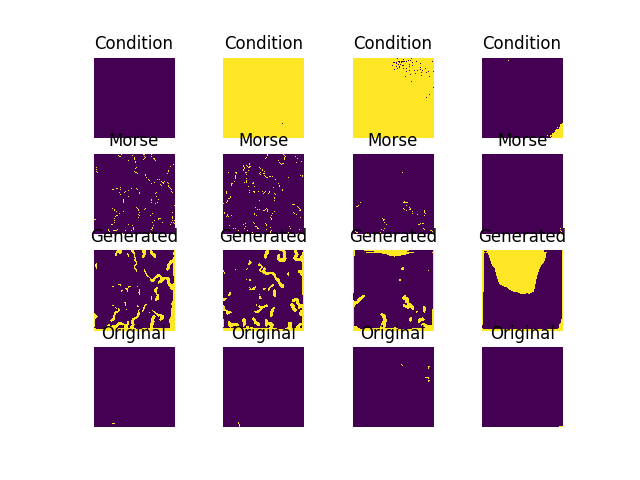 Condition Condition Condition Condition
Morse Morse Morse Morse
Generated Generated Generated Generated
Original Original Original Original